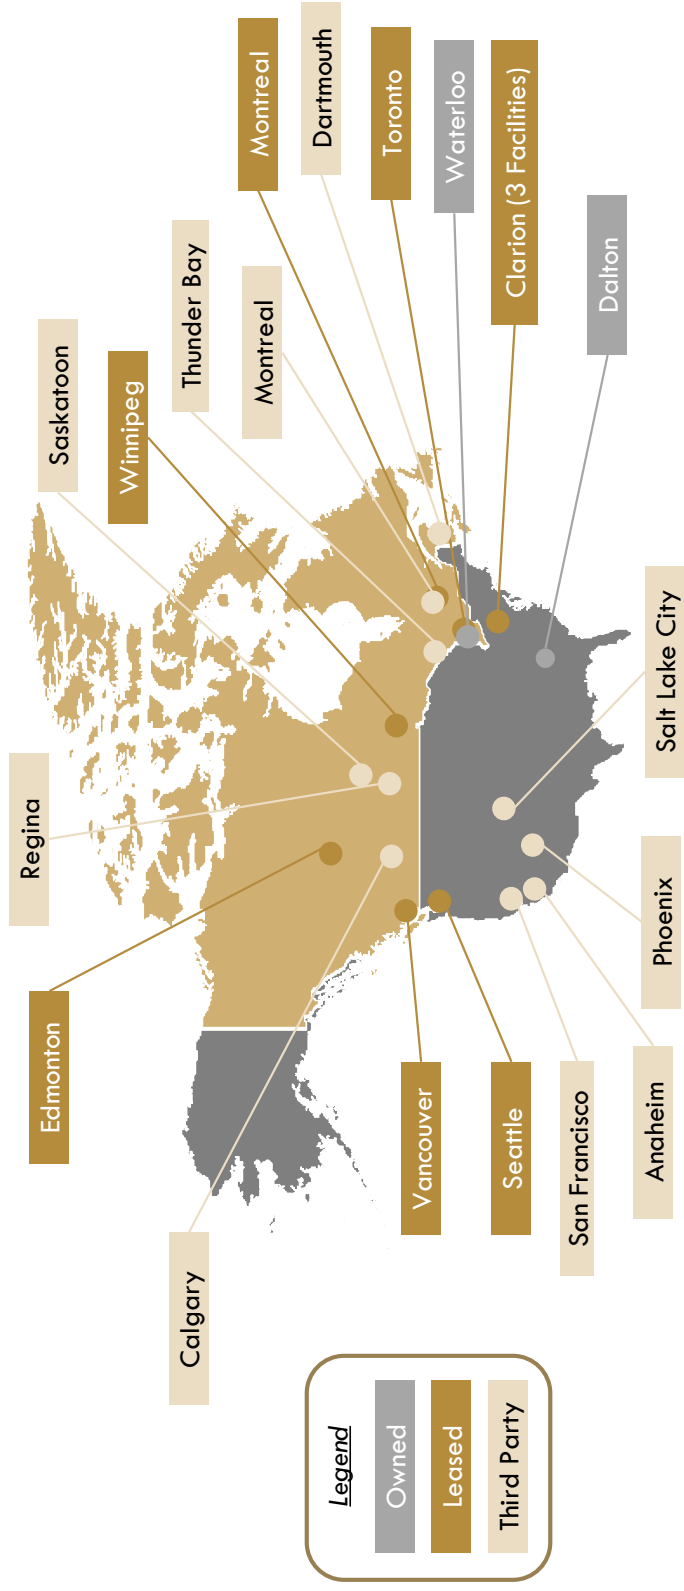 Saskatoon
Regina
Winnipeg
Edmonton
Thunder Bay
Calgary
Montreal
Montreal
Dartmouth
Toronto
Vancouver
Waterloo
Seattle
Clarion (3 Facilities)
San Francisco
Dalton
Anaheim
Phoenix
Salt Lake City
Legend
Owned
Leased
Third Party